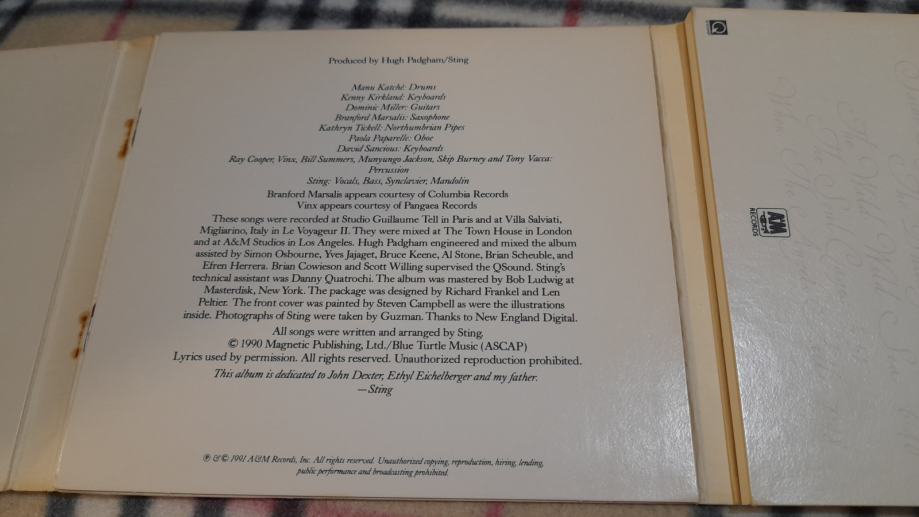 Produced by Hugh Padgham/Sting
Manu Katché: Drums
Kenny Kirkland: Keyboards
Dominic Miller: Guitars
Branford Marsalis: Saxophone
Kathryn Tickell: Northumbrian Pipes
Paola Paparelle: Oboe
David Sancious: Keyboards
Ray Cooper, Vinx, Bill Summers, Munyungo Jackson, Skip Burney and Tony Vacca:
Percussion
Sting: Vocals, Bass, Synclavier, Mandolin
Branford Marsalis appears courtesy of Columbia Records
Vinx appears courtesy of Pangaea Records
These songs were recorded at Studio Guillaume Tell in Paris and at Villa Salviati,
Migliarino, Italy in Le Voyageur II. They were mixed at The Town House in London
and at A&M Studios in Los Angeles. Hugh Padgham engineered and mixed the album
assisted by Simon Osbourne, Yves Jajaget, Bruce Keene, Al Stone, Brian Scheuble, and
Efren Herrera. Brian Cowieson and Scott Willing supervised the QSound. Sting's
technical assistant was Danny Quatrochi. The album was mastered by Bob Ludwig at
Masterdisk, New York. The package was designed by Richard Frankel and Len
Peltier. The front cover was painted by Steven Campbell as were the illustrations
inside. Photographs of Sting were taken by Guzman. Thanks to New England Digital.
All songs were written and arranged by Sting.
© 1990 Magnetic Publishing, Ltd./Blue Turtle Music (ASCAP)
Lyrics used by permission. All rights reserved. Unauthorized reproduction prohibited.
This album is dedicated to John Dexter, Ethyl Eichelberger and my father.
—Sting
℗ & © 1991 A&M Records, Inc. All rights reserved. Unauthorized copying, reproduction, hiring, lending,
public performance and broadcasting prohibited.
Q
A&M
RECORDS